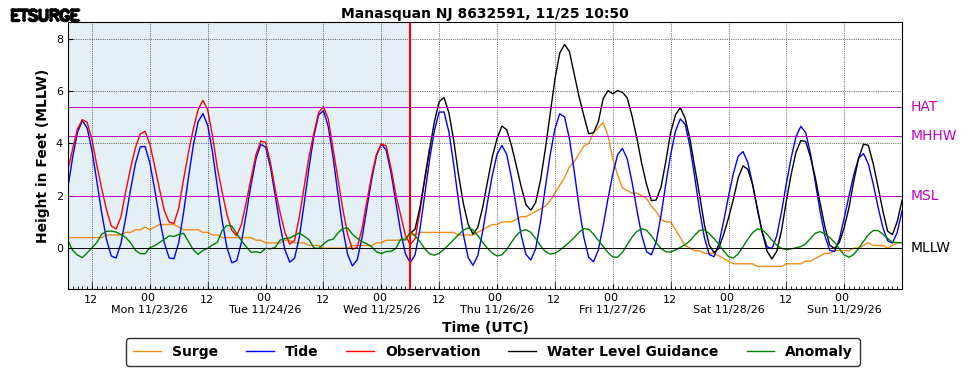 ETSURGE
Manasquan NJ 8632591, 11/25 10:50
Height in Feet (MLLW)
8
6
4
2
0
HAT
MHHW
MSL
MLLW
12 00 12 00 12 00 12 00 12 00 12 00 12 00
Mon 11/23/26 Tue 11/24/26 Wed 11/25/26 Thu 11/26/26 Fri 11/27/26 Sat 11/28/26 Sun 11/29/26
Time (UTC)
Surge Tide Observation Water Level Guidance Anomaly